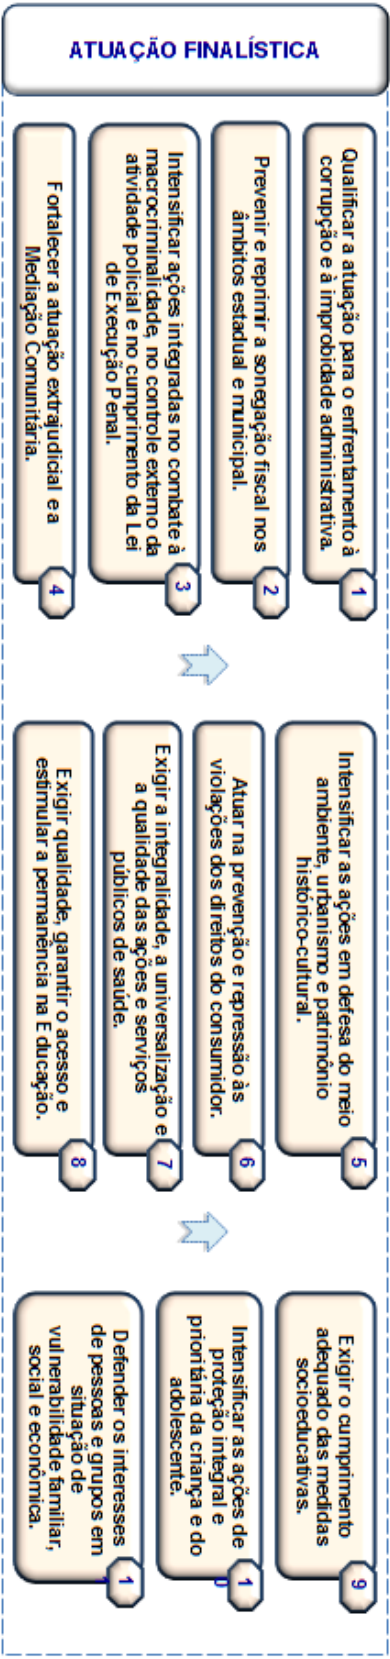 ATUAÇÃO FINALÍSTICA
Qualificar a atuação para o enfrentamento à
corrupção e à improbidade administrativa.
1
Prevenir e reprimir a sonegação fiscal nos
âmbitos estadual e municipal.
2
Intensificar ações integradas no combate à
macrocriminalidade, no controle externo da
atividade policial e no cumprimento da Lei
de Execução Penal.
3
Fortalecer a atuação extrajudicial e a
Mediação Comunitária.
4
Intensificar as ações em defesa do meio
ambiente, urbanismo e patrimônio
histórico-cultural.
5
Atuar na prevenção e repressão às
violações dos direitos do consumidor.
6
Exigir a integralidade, a universalização e
a qualidade das ações e serviços
públicos de saúde.
7
Exigir qualidade, garantir o acesso e
estimular a permanência na Educação.
8
Exigir o cumprimento
adequado das medidas
socioeducativas.
9
Intensificar as ações de
proteção integral e
prioritária da criança e do
adolescente.
1
0
Defender os interesses
de pessoas e grupos em
situação de
vulnerabilidade familiar,
social e econômica.
1
1